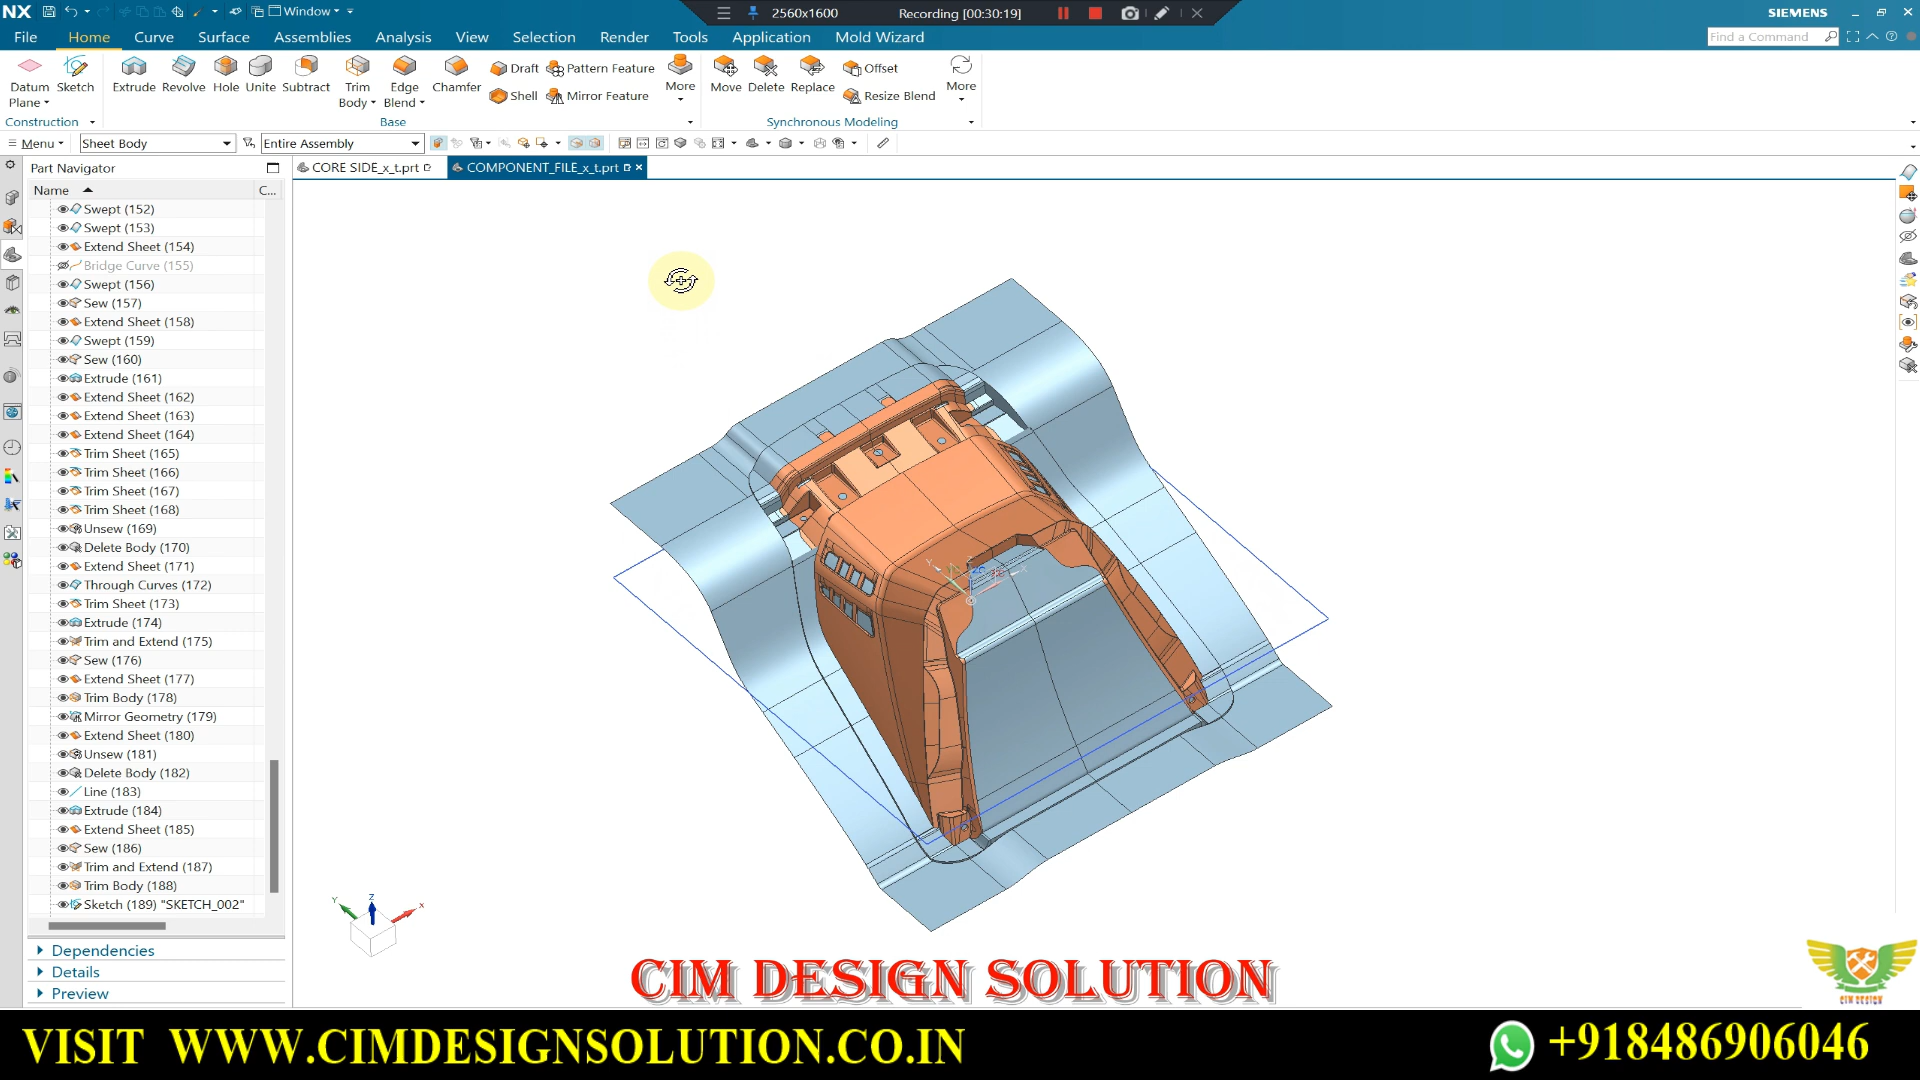 NX
Window
2560x1600
Recording [00:30:19]
SIEMENS
File
Home
Curve
Surface
Assemblies
Analysis
View
Selection
Render
Tools
Application
Mold Wizard
Find a Command
Datum Plane
Sketch
Extrude
Revolve
Hole
Unite
Subtract
Trim Body
Edge Blend
Chamfer
Draft
Shell
Pattern Feature
Mirror Feature
More
Move
Delete
Replace
Offset
Resize Blend
More
Construction
Base
Synchronous Modeling
Menu
Sheet Body
Entire Assembly
Part Navigator
CORE SIDE_x_t.prt
COMPONENT_FILE_x_t.prt
Name
C...
Swept (152)
Swept (153)
Extend Sheet (154)
Bridge Curve (155)
Swept (156)
Sew (157)
Extend Sheet (158)
Swept (159)
Sew (160)
Extrude (161)
Extend Sheet (162)
Extend Sheet (163)
Extend Sheet (164)
Trim Sheet (165)
Trim Sheet (166)
Trim Sheet (167)
Trim Sheet (168)
Unsew (169)
Delete Body (170)
Extend Sheet (171)
Through Curves (172)
Trim Sheet (173)
Extrude (174)
Trim and Extend (175)
Sew (176)
Extend Sheet (177)
Trim Body (178)
Mirror Geometry (179)
Extend Sheet (180)
Unsew (181)
Delete Body (182)
Line (183)
Extrude (184)
Extend Sheet (185)
Sew (186)
Trim and Extend (187)
Trim Body (188)
Sketch (189) "SKETCH_002"
Dependencies
Details
Preview
Y
Z
X
CIM DESIGN SOLUTION
CIM DESIGN
VISIT WWW.CIMDESIGNSOLUTION.CO.IN
+918486906046